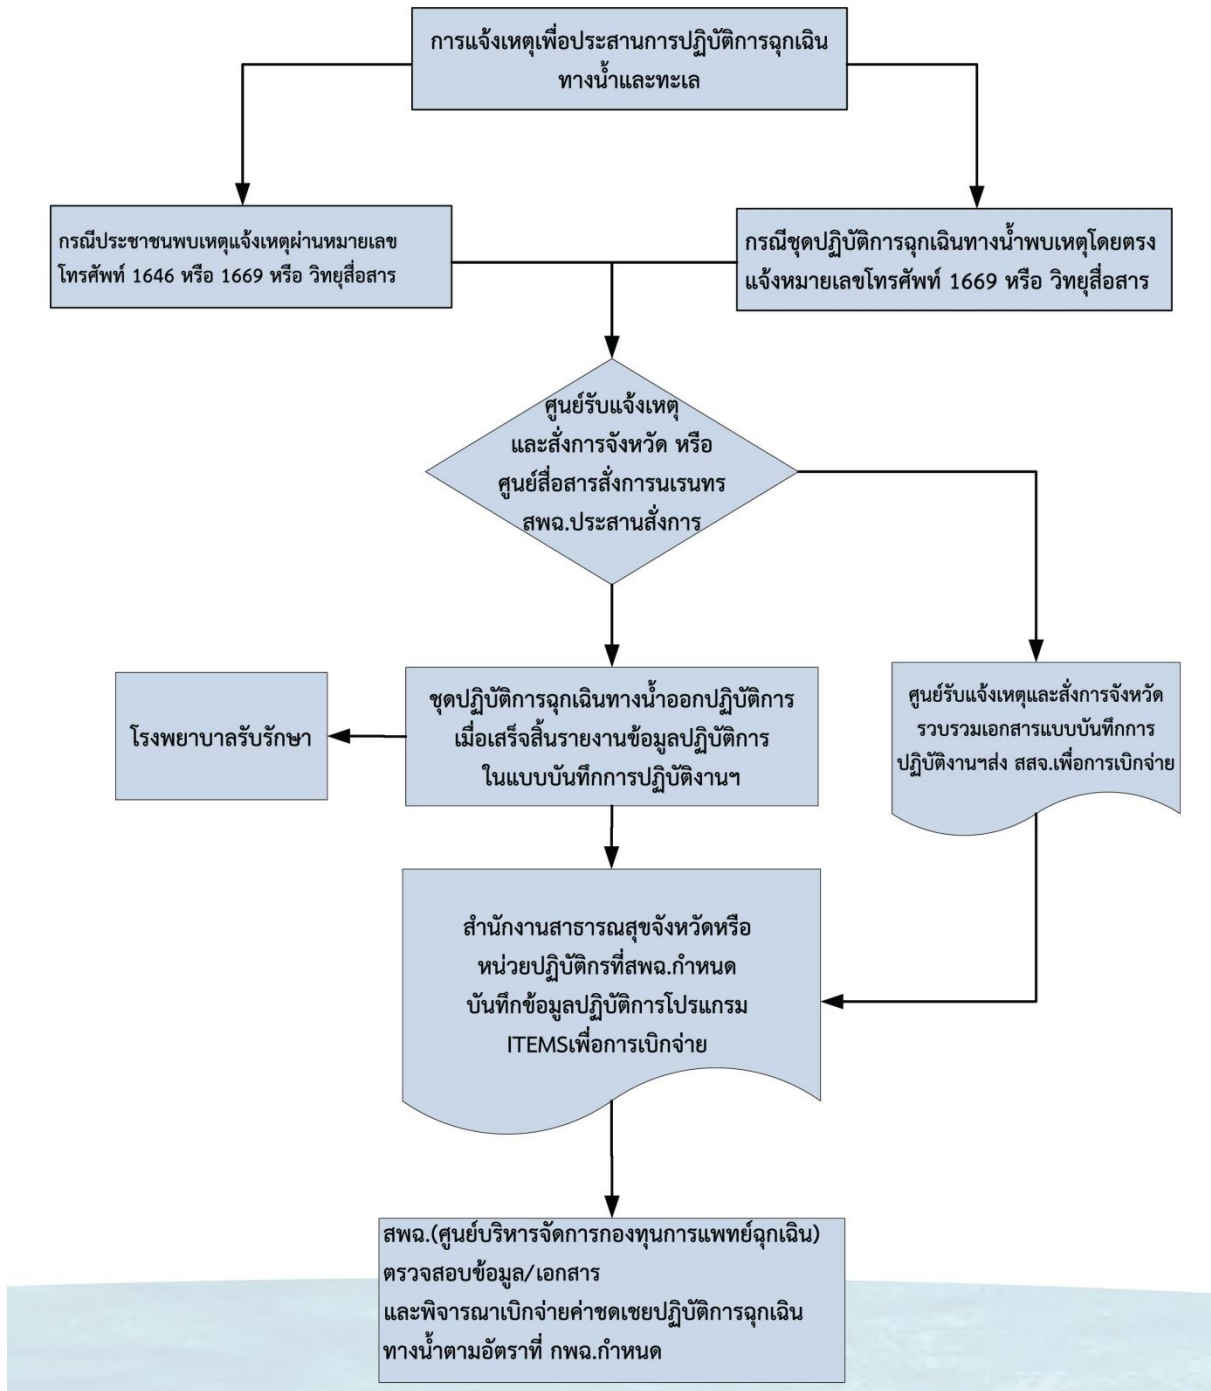 การแจ้งเหตุเพื่อประสานการปฏิบัติการฉุกเฉิน
ทางน้ำและทะเล
กรณีประชาชนพบเหตุแจ้งเหตุผ่านหมายเลข
โทรศัพท์ 1646 หรือ 1669 หรือ วิทยุสื่อสาร
กรณีชุดปฏิบัติการฉุกเฉินทางน้ำพบเหตุโดยตรง
แจ้งหมายเลขโทรศัพท์ 1669 หรือ วิทยุสื่อสาร
ศูนย์รับแจ้งเหตุ
และสั่งการจังหวัด หรือ
ศูนย์สื่อสารสั่งการนเรนทร
สพฉ.ประสานสั่งการ
โรงพยาบาลรับรักษา
ชุดปฏิบัติการฉุกเฉินทางน้ำออกปฏิบัติการ
เมื่อเสร็จสิ้นรายงานข้อมูลปฏิบัติการ
ในแบบบันทึกการปฏิบัติงานฯ
ศูนย์รับแจ้งเหตุและสั่งการจังหวัด
รวบรวมเอกสารแบบบันทึกการ
ปฏิบัติงานฯส่ง สสจ.เพื่อการเบิกจ่าย
สำนักงานสาธารณสุขจังหวัดหรือ
หน่วยปฏิบัติกรที่สพฉ.กำหนด
บันทึกข้อมูลปฏิบัติการโปรแกรม
ITEMSเพื่อการเบิกจ่าย
สพฉ.(ศูนย์บริหารจัดการกองทุนการแพทย์ฉุกเฉิน)
ตรวจสอบข้อมูล/เอกสาร
และพิจารณาเบิกจ่ายค่าชดเชยปฏิบัติการฉุกเฉิน
ทางน้ำตามอัตราที่ กพฉ.กำหนด